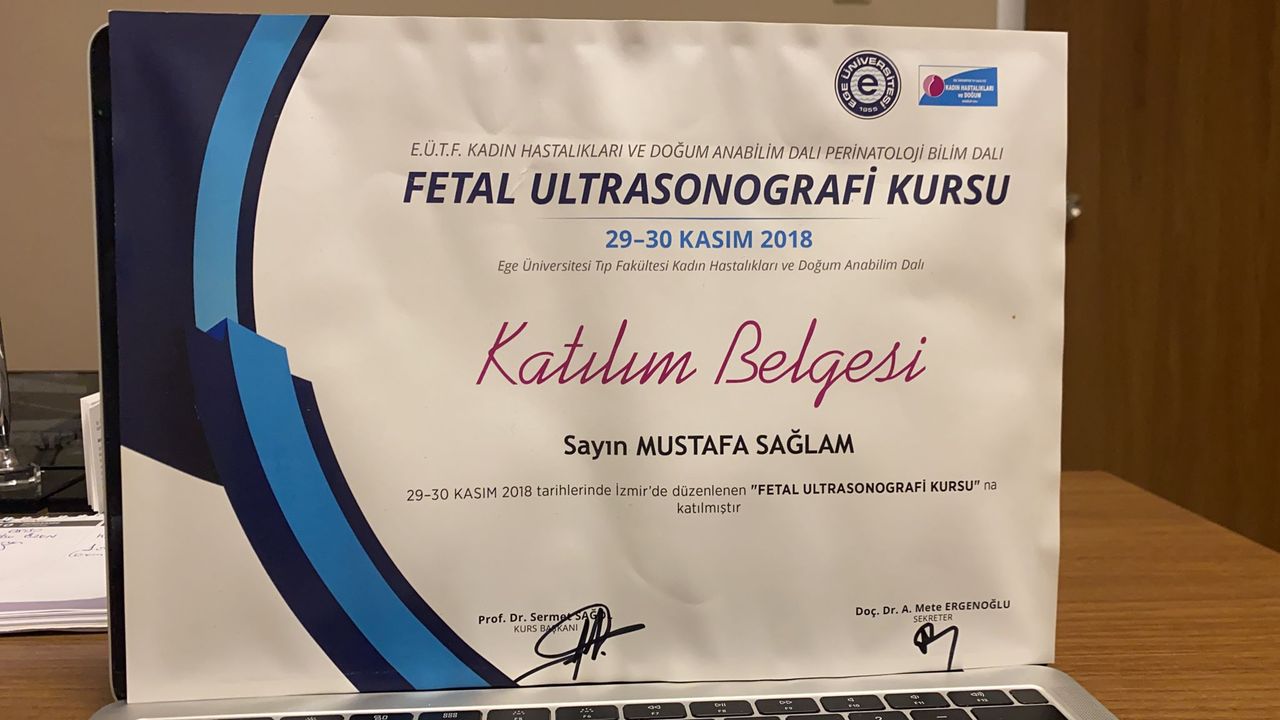 EGE ÜNİVERSİTESİ
e
1955
KADIN HASTALIKLARI
ve DOĞUM
E.Ü.T.F. KADIN HASTALIKLARI VE DOĞUM ANABİLİM DALI PERİNATOLOJİ BİLİM DALI
FETAL ULTRASONOGRAFİ KURSU
29–30 KASIM 2018
Ege Üniversitesi Tıp Fakültesi Kadın Hastalıkları ve Doğum Anabilim Dalı
Katılım Belgesi
Sayın MUSTAFA SAĞLAM
29–30 KASIM 2018 tarihlerinde İzmir’de düzenlenen "FETAL ULTRASONOGRAFİ KURSU" na
katılmıştır
Prof. Dr. Sermet
KURS BAŞKANI
Doç. Dr. A. Mete ERGENOĞLU
SEKRETER